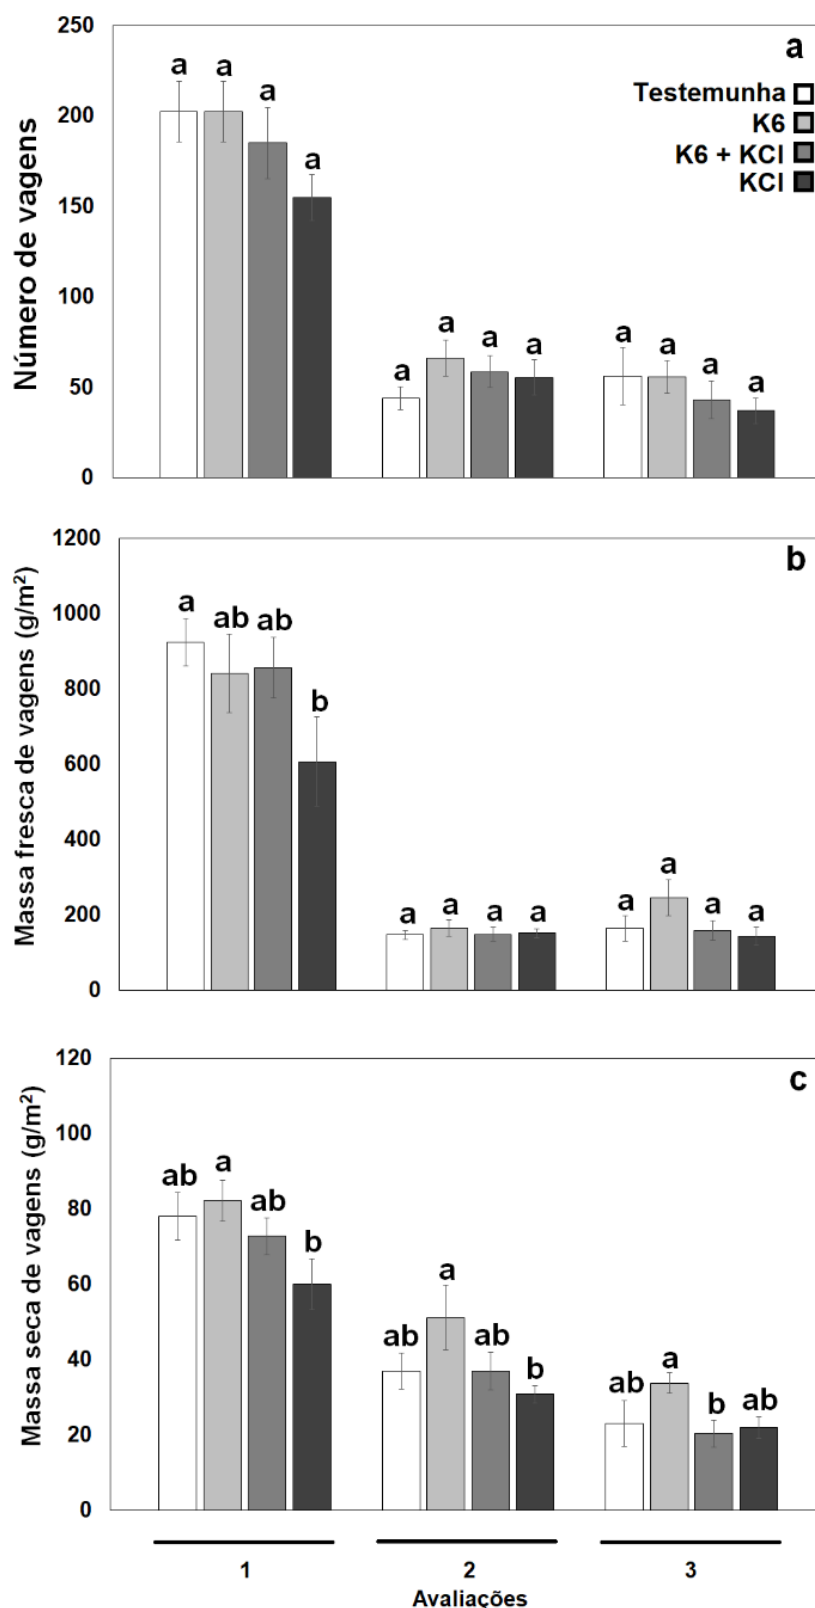 250
200
150
100
50
0
Número de vagens
a
Testemunha
K6
K6 + KCl
KCl
a a a a
a a a a
a a a a
1200
1000
800
600
400
200
0
Massa fresca de vagens (g/m²)
b
a ab ab b
a a a a
a a a a
120
100
80
60
40
20
0
Massa seca de vagens (g/m²)
c
ab a ab b
ab a ab b
ab a b ab
1 2 3
Avaliações